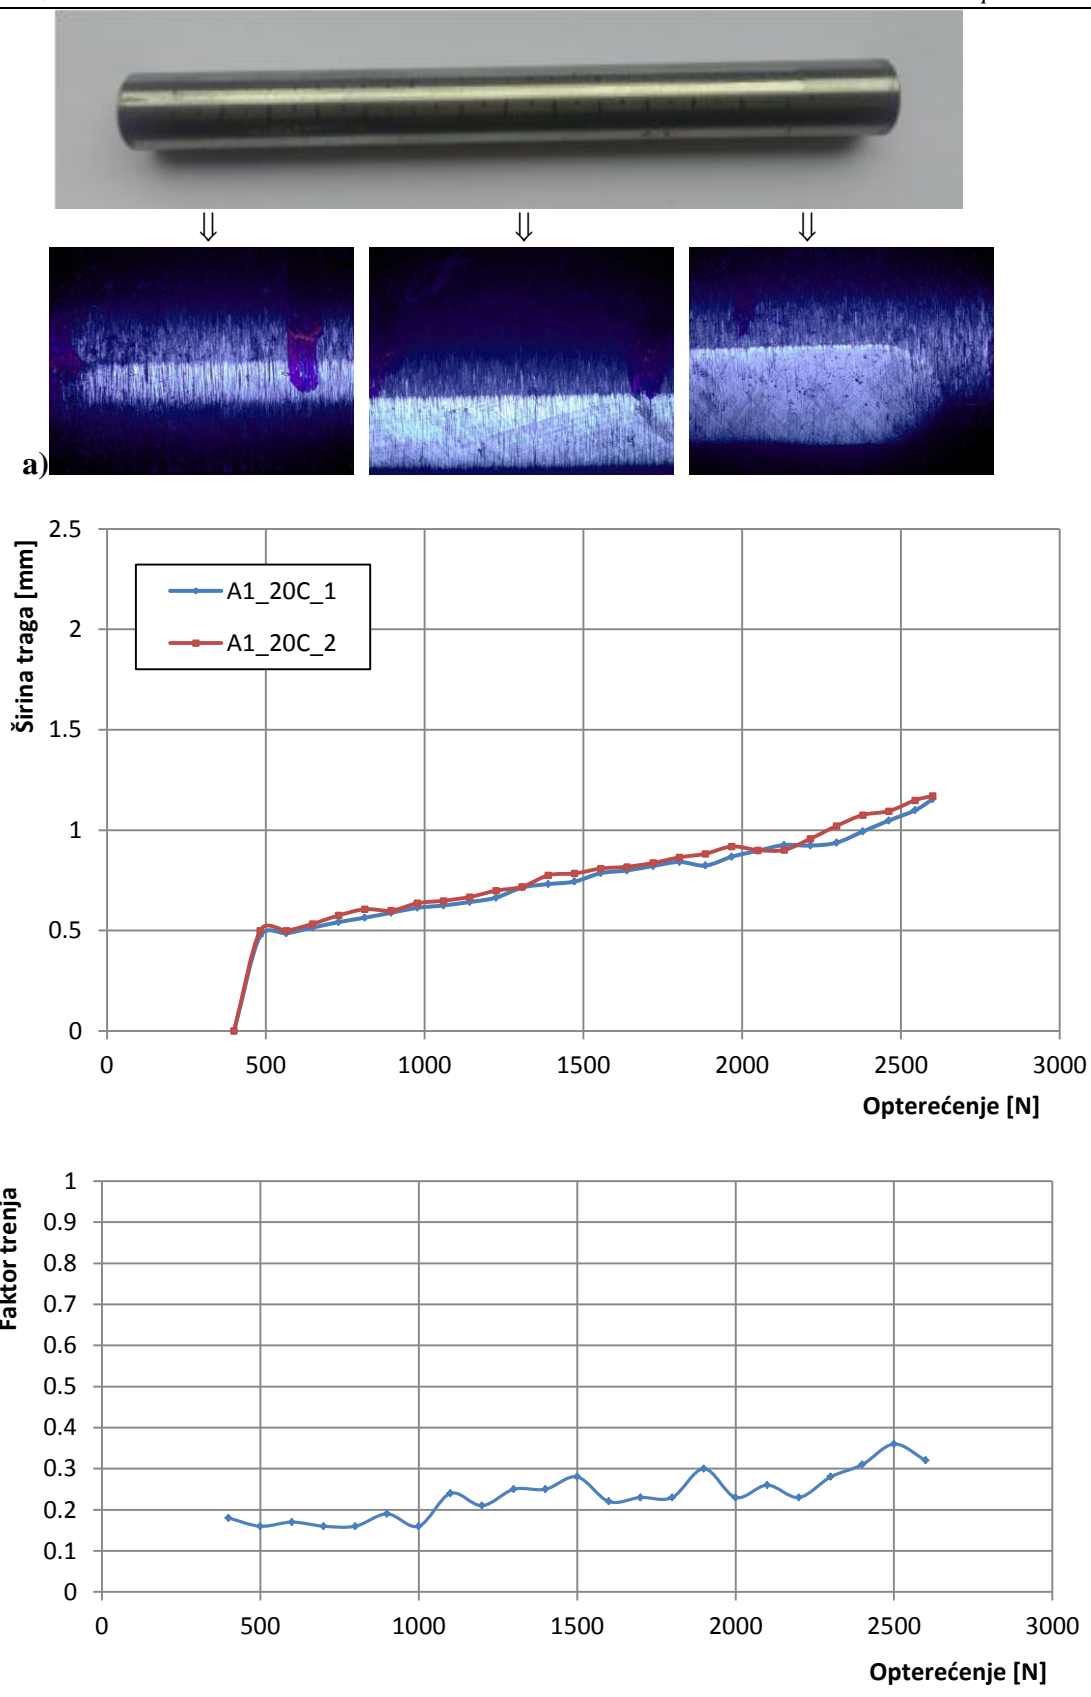 ⇓ ⇓ ⇓
a)
2.5
2
1.5
1
0.5
0
Širina traga [mm]
A1_20C_1
A1_20C_2
0 500 1000 1500 2000 2500 3000
Opterećenje [N]
1
0.9
0.8
0.7
0.6
0.5
0.4
0.3
0.2
0.1
0
Faktor trenja
0 500 1000 1500 2000 2500 3000
Opterećenje [N]